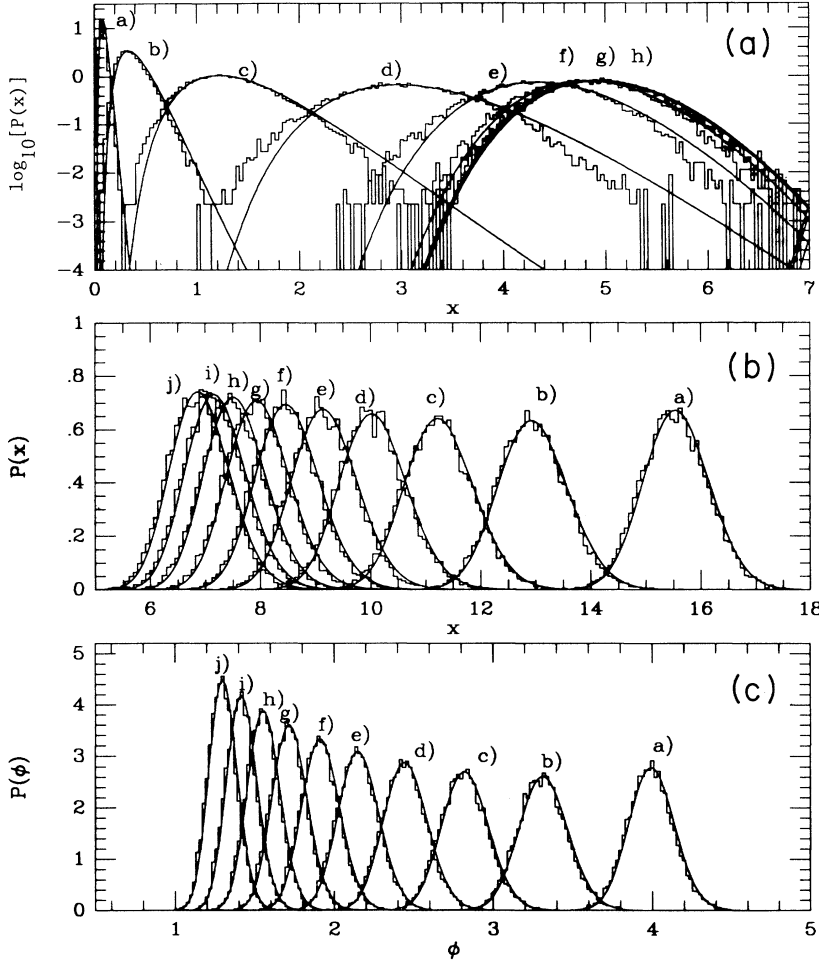 a) b) c) d) e) f) g) h) (a)
1
0
-1
-2
-3
-4
log10[P(x)]
0 1 2 3 4 5 6 7
x
j) i) h) g) f) e) d) c) b) a) (b)
1
.8
.6
.4
.2
0
P(x)
6 8 10 12 14 16 18
x
j) i) h) g) f) e) d) c) b) a) (c)
5
4
3
2
1
0
P(ϕ)
1 2 3 4 5
ϕ